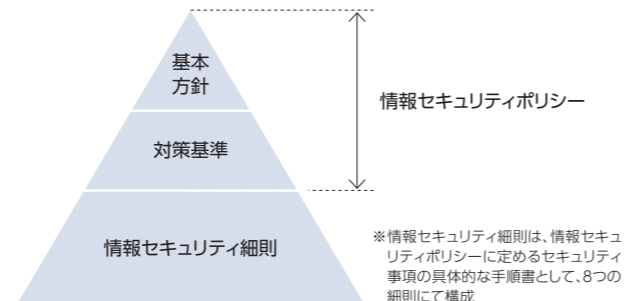 基本
方針
対策基準
情報セキュリティ細則
情報セキュリティポリシー
※情報セキュリティ細則は、情報セキュ
リティポリシーに定めるセキュリティ
事項の具体的な手順書として、8つの
細則にて構成